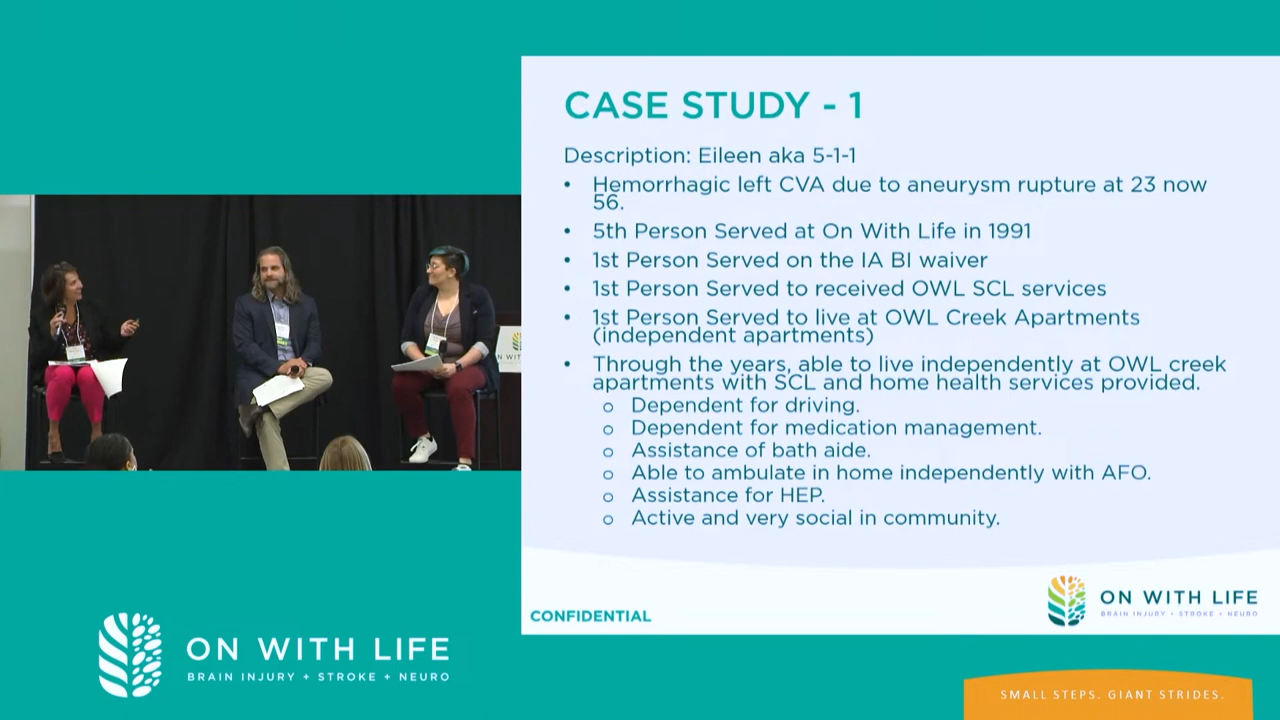 CASE STUDY - 1
Description: Eileen aka 5-1-1
• Hemorrhagic left CVA due to aneurysm rupture at 23 now
56.
• 5th Person Served at On With Life in 1991
• 1st Person Served on the IA BI waiver
• 1st Person Served to received OWL SCL services
• 1st Person Served to live at OWL Creek Apartments
(independent apartments)
• Through the years, able to live independently at OWL creek
apartments with SCL and home health services provided.
o Dependent for driving.
o Dependent for medication management.
o Assistance of bath aide.
o Able to ambulate in home independently with AFO.
o Assistance for HEP.
o Active and very social in community.
CONFIDENTIAL
ON WITH LIFE
BRAIN INJURY + STROKE + NEURO
ON WITH LIFE
BRAIN INJURY + STROKE + NEURO
SMALL STEPS. GIANT STRIDES.